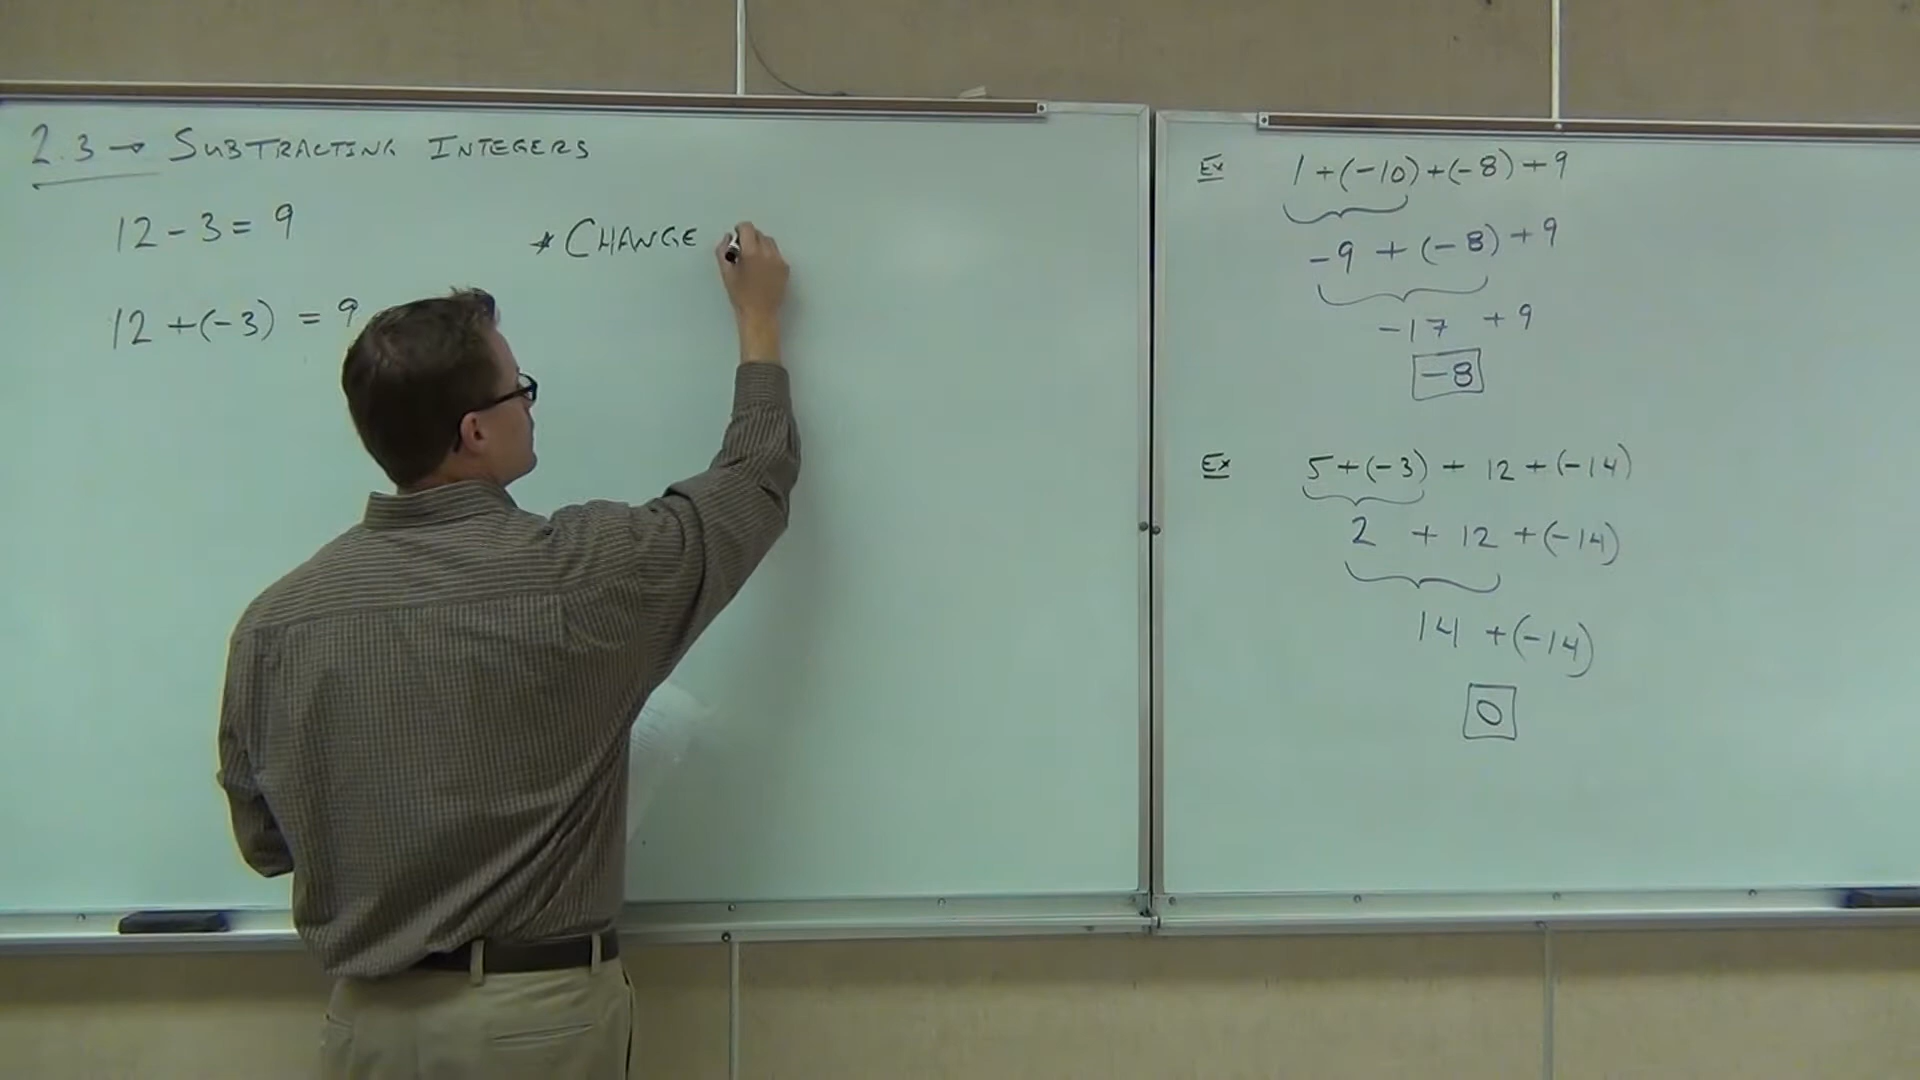 2.3 → SUBTRACTING INTEGERS
12 - 3 = 9
* CHANGE
12 + (-3) = 9
Ex 1 + (-10) + (-8) + 9
-9 + (-8) + 9
-17 + 9
-8
Ex 5 + (-3) + 12 + (-14)
2 + 12 + (-14)
14 + (-14)
0